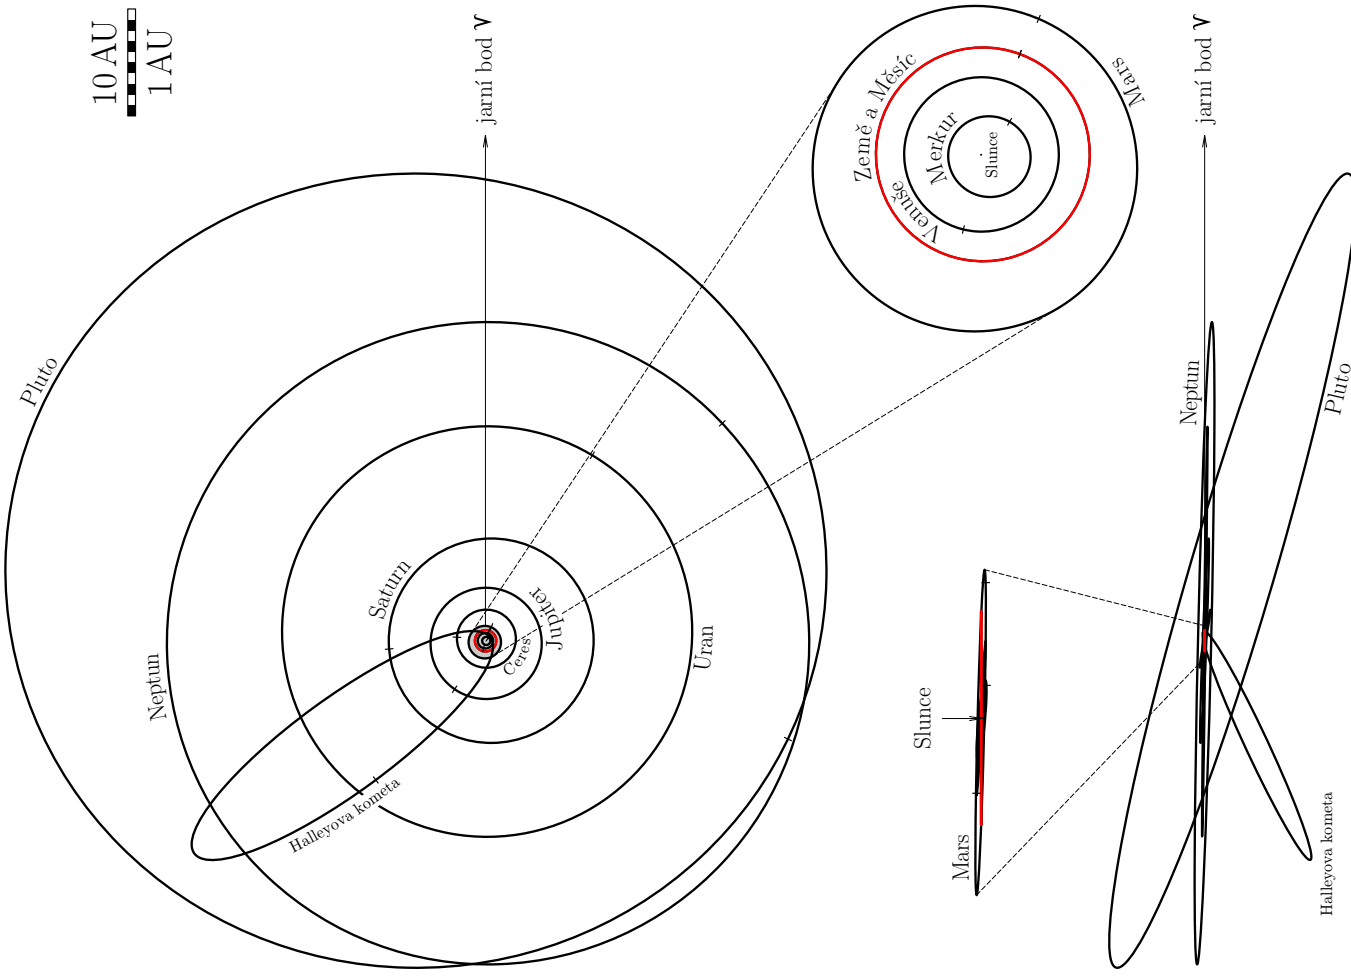 10 AU
1 AU
jarní bod ♈
Pluto
Neptun
Saturn
Jupiter
Ceres
Uran
Halleyova kometa
Země a Měsíc
Mars
Merkur
Venuše
Slunce
jarní bod ♈
Neptun
Pluto
Slunce
Mars
Halleyova kometa